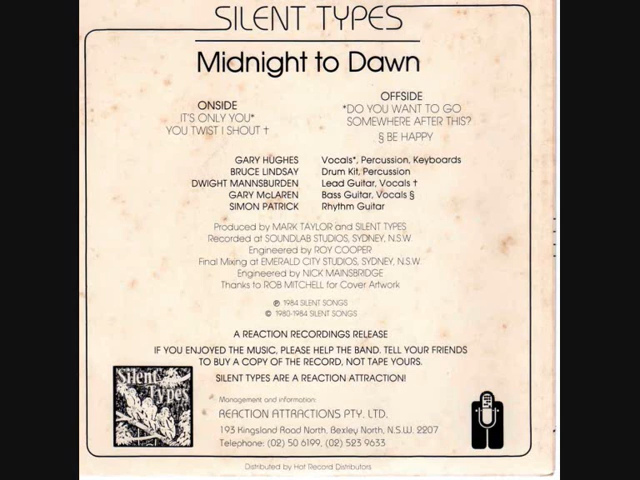 SILENT TYPES
Midnight to Dawn
ONSIDE
IT'S ONLY YOU*
YOU TWIST I SHOUT †
OFFSIDE
*DO YOU WANT TO GO
SOMEWHERE AFTER THIS?
§ BE HAPPY
GARY HUGHES Vocals*, Percussion, Keyboards
BRUCE LINDSAY Drum Kit, Percussion
DWIGHT MANNSBURDEN Lead Guitar, Vocals †
GARY McLAREN Bass Guitar, Vocals §
SIMON PATRICK Rhythm Guitar
Produced by MARK TAYLOR and SILENT TYPES
Recorded at SOUNDLAB STUDIOS, SYDNEY, N.S.W.
Engineered by ROY COOPER
Final Mixing at EMERALD CITY STUDIOS, SYDNEY, N.S.W.
Engineered by NICK MAINSBRIDGE
Thanks to ROB MITCHELL for Cover Artwork
℗ 1984 SILENT SONGS
© 1980-1984 SILENT SONGS
A REACTION RECORDINGS RELEASE
IF YOU ENJOYED THE MUSIC, PLEASE HELP THE BAND. TELL YOUR FRIENDS
TO BUY A COPY OF THE RECORD, NOT TAPE YOURS.
SILENT TYPES ARE A REACTION ATTRACTION!
Silent
Types
Management and information:
REACTION ATTRACTIONS PTY. LTD.
193 Kingsland Road North, Bexley North, N.S.W. 2207
Telephone: (02) 50 6199, (02) 523 9633
Distributed by Hot Record Distributors